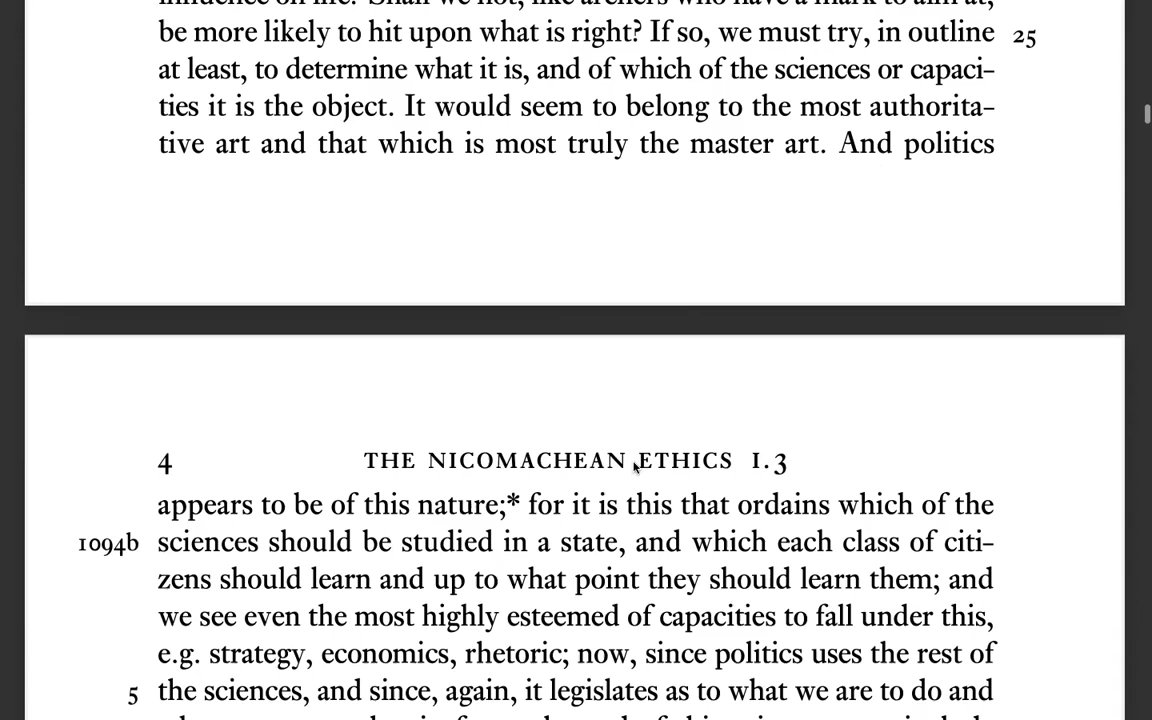 be more likely to hit upon what is right? If so, we must try, in outline 25
at least, to determine what it is, and of which of the sciences or capaci-
ties it is the object. It would seem to belong to the most authorita-
tive art and that which is most truly the master art. And politics
4 THE NICOMACHEAN ETHICS I.3
appears to be of this nature;* for it is this that ordains which of the
1094b sciences should be studied in a state, and which each class of citi-
zens should learn and up to what point they should learn them; and
we see even the most highly esteemed of capacities to fall under this,
e.g. strategy, economics, rhetoric; now, since politics uses the rest of
5 the sciences, and since, again, it legislates as to what we are to do and